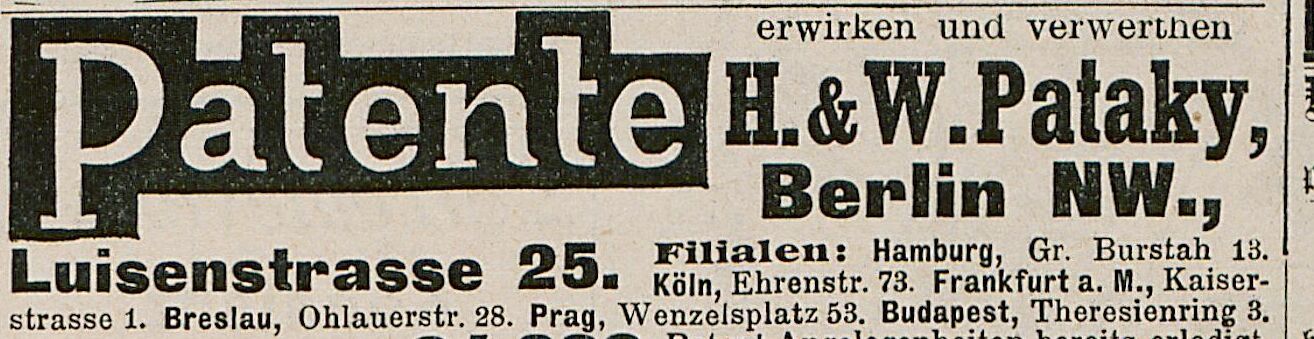 Patente
erwirken und verwerthen
H. & W. Pataky,
Berlin NW.,
Luisenstrasse 25.
Filialen: Hamburg, Gr. Burstah 13.
Köln, Ehrenstr. 73. Frankfurt a. M., Kaiser-
strasse 1. Breslau, Ohlauerstr. 28. Prag, Wenzelsplatz 53. Budapest, Theresienring 3.